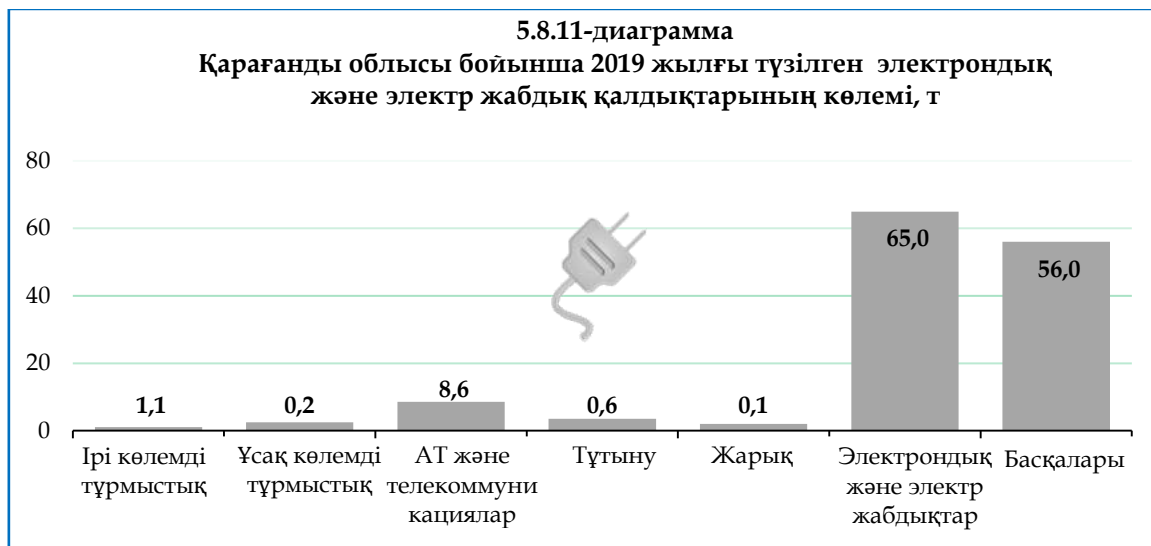 5.8.11-диаграмма
Қарағанды облысы бойынша 2019 жылғы түзілген электрондық
және электр жабдық қалдықтарының көлемі, т
80
60
40
20
0
1,1
0,2
8,6
0,6
0,1
65,0
56,0
Ірі көлемді
тұрмыстық
Ұсақ көлемді
тұрмыстық
АТ және
телекоммуни
кациялар
Тұтыну
Жарық
Электрондық
және электр
жабдықтар
Басқалары